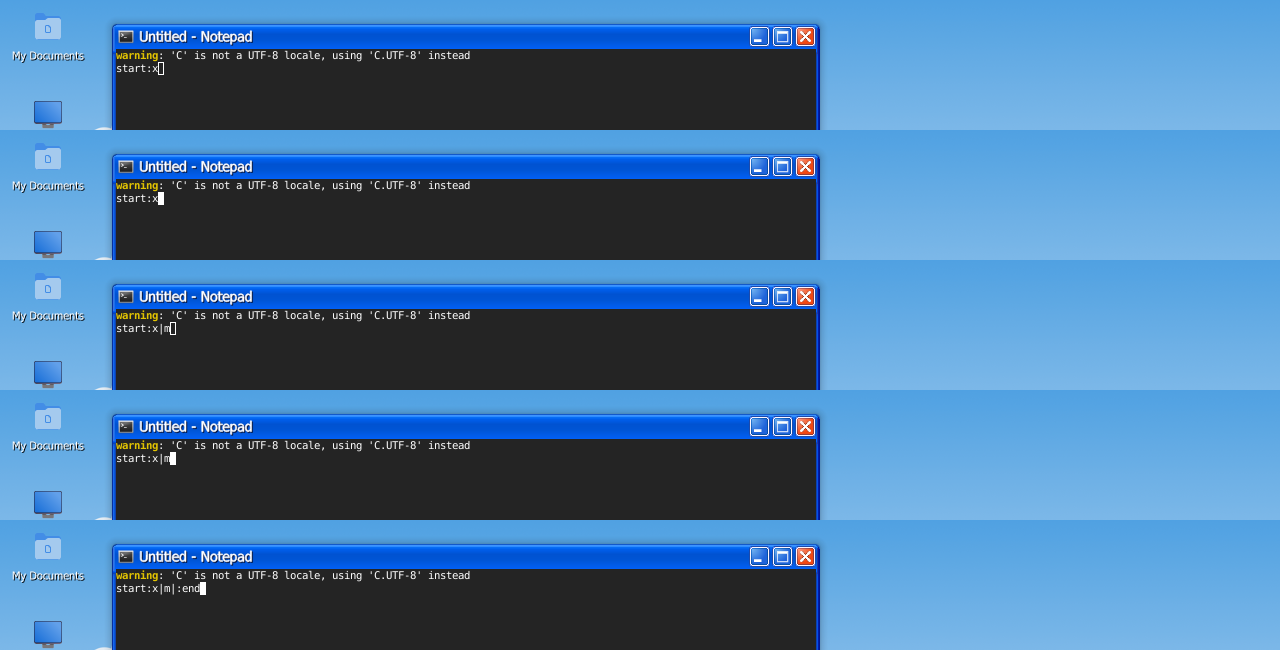 My Documents
Untitled - Notepad
warning: 'C' is not a UTF-8 locale, using 'C.UTF-8' instead
start:x
My Documents
Untitled - Notepad
warning: 'C' is not a UTF-8 locale, using 'C.UTF-8' instead
start:x
My Documents
Untitled - Notepad
warning: 'C' is not a UTF-8 locale, using 'C.UTF-8' instead
start:x|m
My Documents
Untitled - Notepad
warning: 'C' is not a UTF-8 locale, using 'C.UTF-8' instead
start:x|m
My Documents
Untitled - Notepad
warning: 'C' is not a UTF-8 locale, using 'C.UTF-8' instead
start:x|m|:end